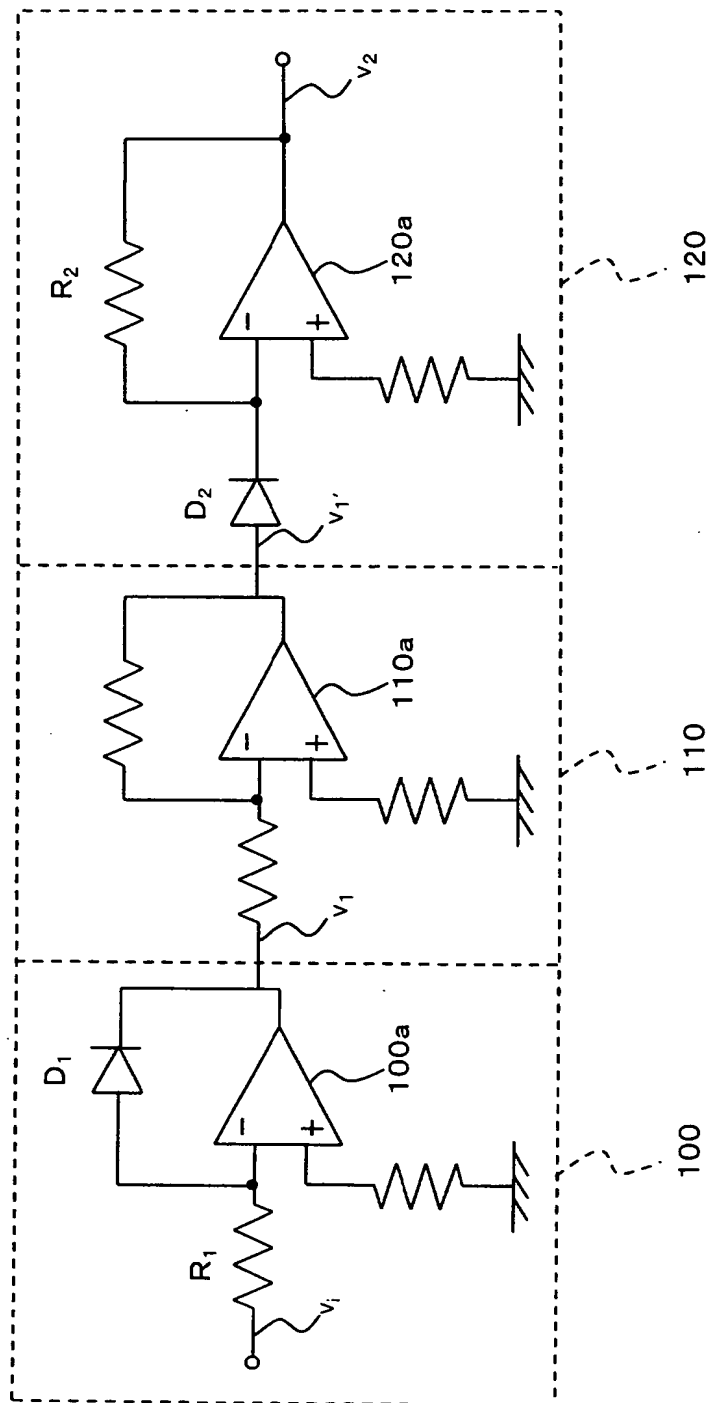 R₁
vᵢ
D₁
−
+
100a
100
v₁
−
+
110a
110
D₂
v₁'
R₂
−
+
120a
v₂
120